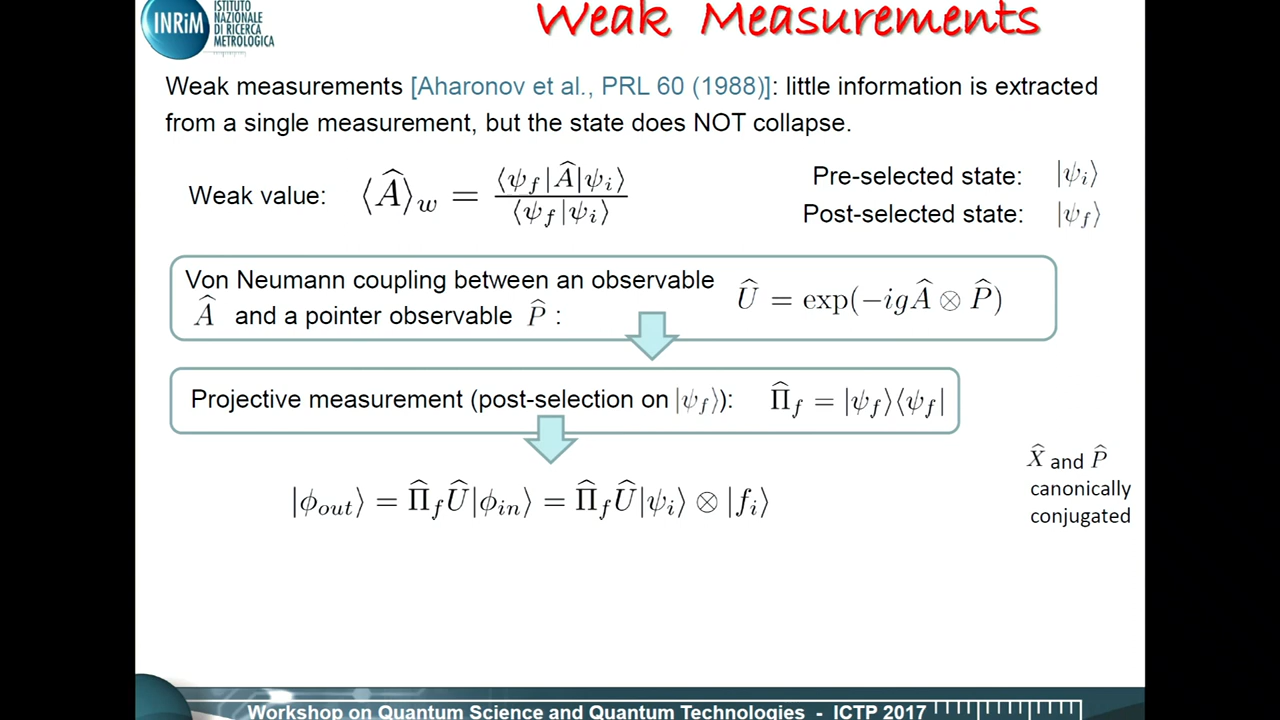 INRiM
ISTITUTO
NAZIONALE
DI RICERCA
METROLOGICA
Weak Measurements
Weak measurements [Aharonov et al., PRL 60 (1988)]: little information is extracted
from a single measurement, but the state does NOT collapse.
Weak value: ⟨Â⟩_w = ⟨ψ_f|Â|ψ_i⟩ / ⟨ψ_f|ψ_i⟩
Pre-selected state: |ψ_i⟩
Post-selected state: |ψ_f⟩
Von Neumann coupling between an observable
Â and a pointer observable P̂ :
Û = exp(−igÂ ⊗ P̂)
Projective measurement (post-selection on |ψ_f⟩): Π̂_f = |ψ_f⟩⟨ψ_f|
X̂ and P̂
canonically
conjugated
|ϕ_out⟩ = Π̂_f Û|ϕ_in⟩ = Π̂_f Û|ψ_i⟩ ⊗ |f_i⟩
Workshop on Quantum Science and Quantum Technologies - ICTP 2017